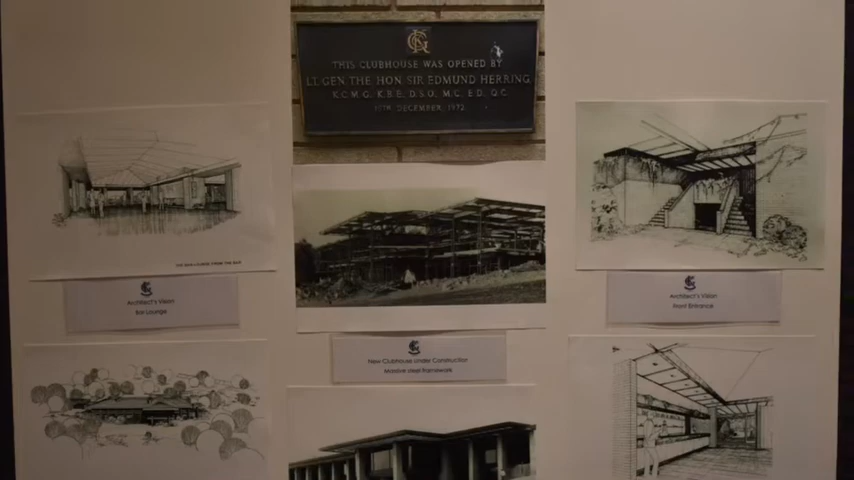 THIS CLUBHOUSE WAS OPENED BY
LT. GEN. THE HON. SIR EDMUND HERRING,
K.C.M.G., K.B.E., D.S.O., M.C., E.D., Q.C.
DECEMBER, 1972.
Architect's Vision
Bar Lounge
New Clubhouse Under Construction
Massive steel framework
Architect's Vision
Front Entrance